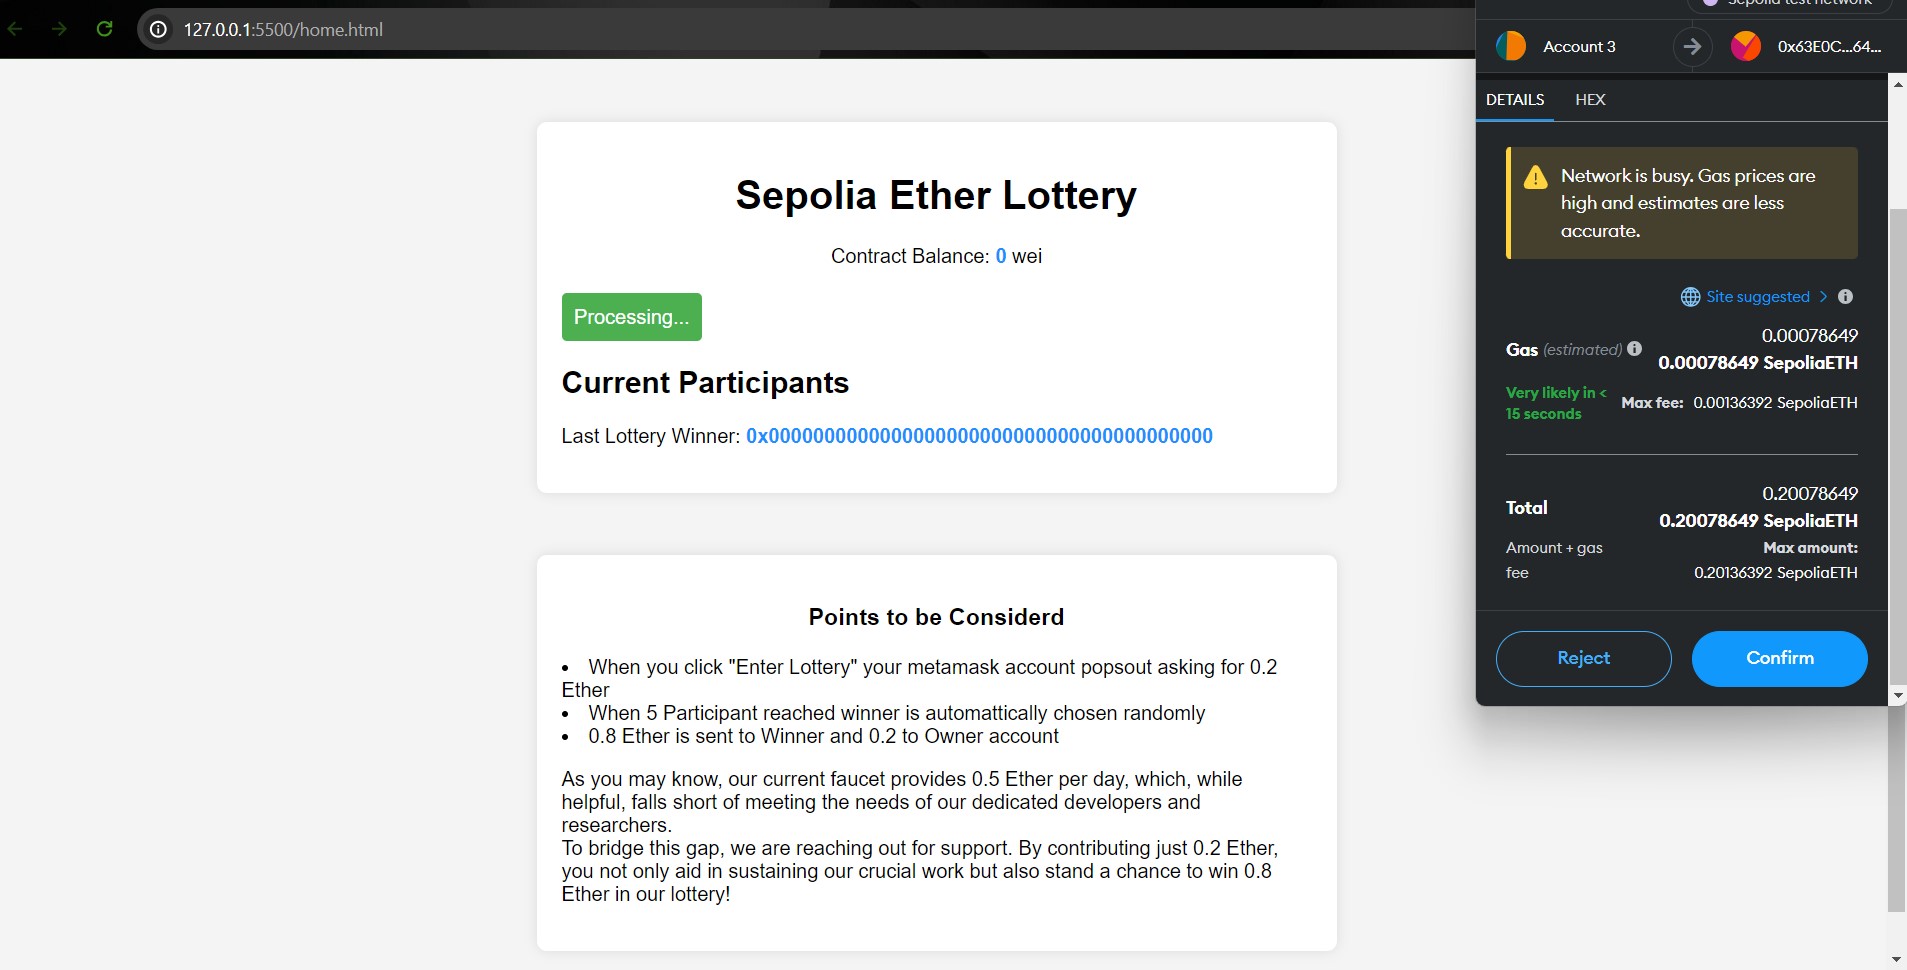 127.0.0.1:5500/home.html
Sepolia test network
Account 3
0x63E0C...64...
DETAILS
HEX
Network is busy. Gas prices are
high and estimates are less
accurate.
Site suggested >
Gas (estimated)
0.00078649
0.00078649 SepoliaETH
Very likely in <
15 seconds
Max fee: 0.00136392 SepoliaETH
Total
0.20078649
0.20078649 SepoliaETH
Amount + gas
fee
Max amount:
0.20136392 SepoliaETH
Reject
Confirm
Sepolia Ether Lottery
Contract Balance: 0 wei
Processing...
Current Participants
Last Lottery Winner: 0x0000000000000000000000000000000000000000
Points to be Considerd
• When you click "Enter Lottery" your metamask account popsout asking for 0.2
Ether
• When 5 Participant reached winner is automattically chosen randomly
• 0.8 Ether is sent to Winner and 0.2 to Owner account
As you may know, our current faucet provides 0.5 Ether per day, which, while
helpful, falls short of meeting the needs of our dedicated developers and
researchers.
To bridge this gap, we are reaching out for support. By contributing just 0.2 Ether,
you not only aid in sustaining our crucial work but also stand a chance to win 0.8
Ether in our lottery!